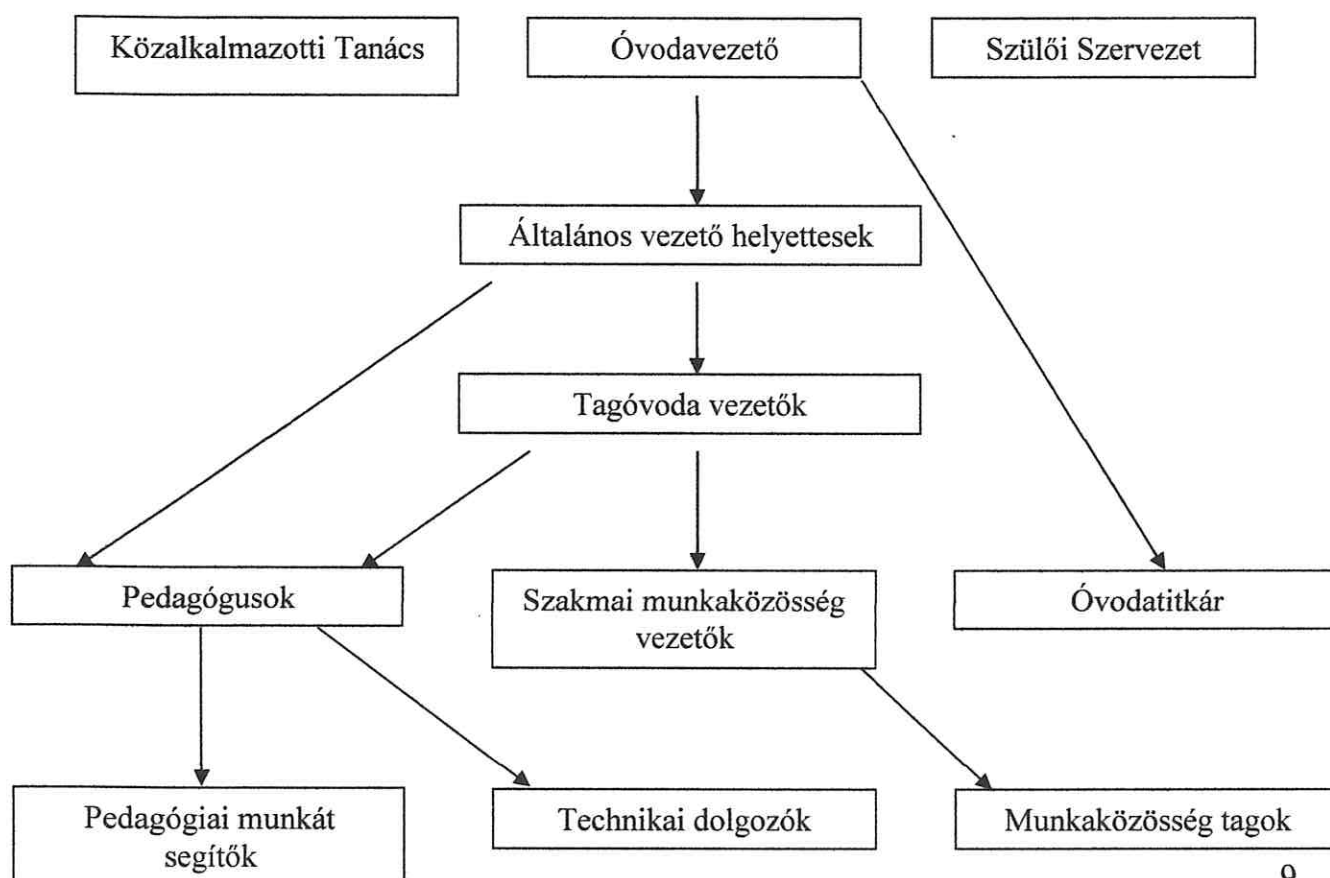 Közalkalmazotti Tanács
Óvodavezető
Szülői Szervezet
Általános vezető helyettesek
Tagóvoda vezetők
Pedagógusok
Szakmai munkaközösség
vezetők
Óvodatitkár
Pedagógiai munkát
segítők
Technikai dolgozók
Munkaközösség tagok
9